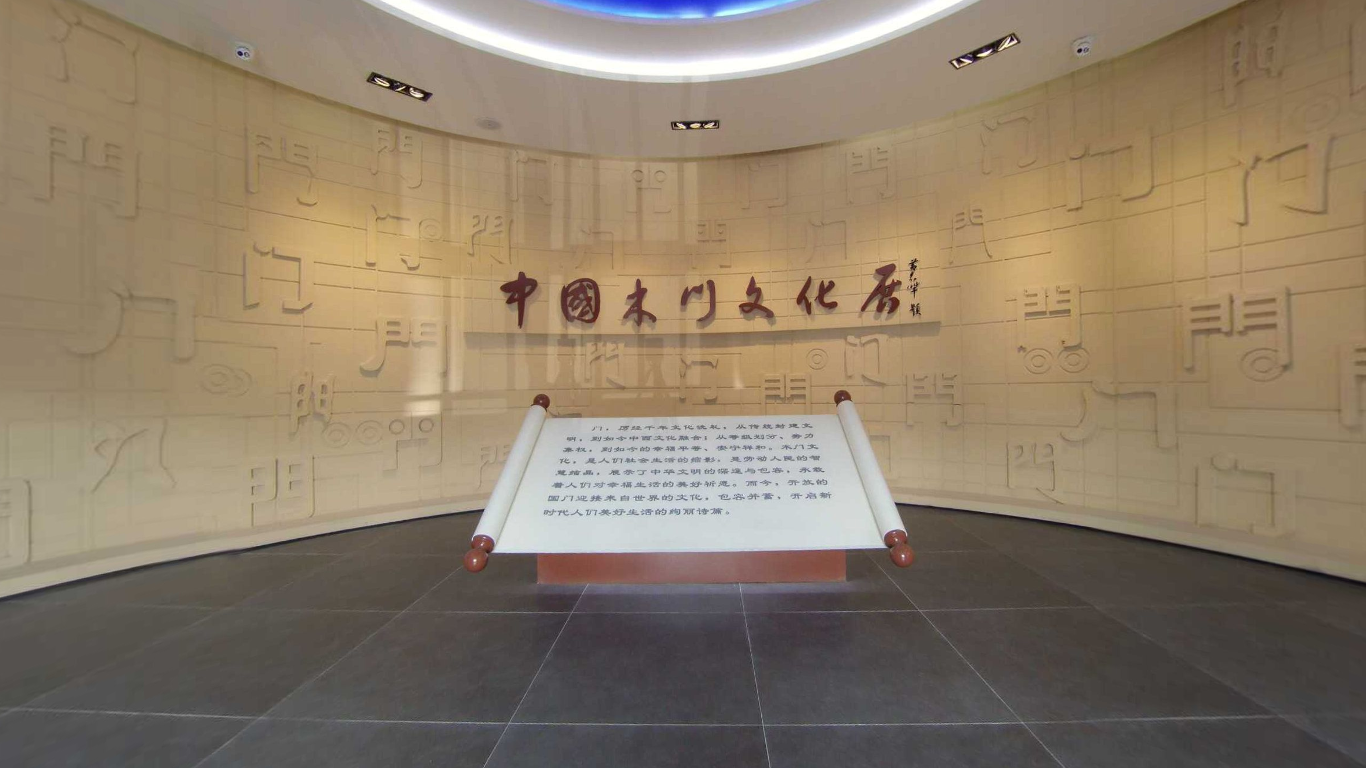 中國木门文化展
门，历经千年文化洗礼，从传统封建文
明，到如今中西文化融合；从等级划分、势力
集权，到如今的幸福平等、安宁祥和。木门文
化，是人们社会生活的缩影，是劳动人民的智
慧结晶，展示了中华文明的深邃与包容，承载
着人们对幸福生活的美好祈愿。而今，开放的
国门迎接来自世界的文化，包容并蓄，开启新
时代人们美好生活的绚丽诗篇。